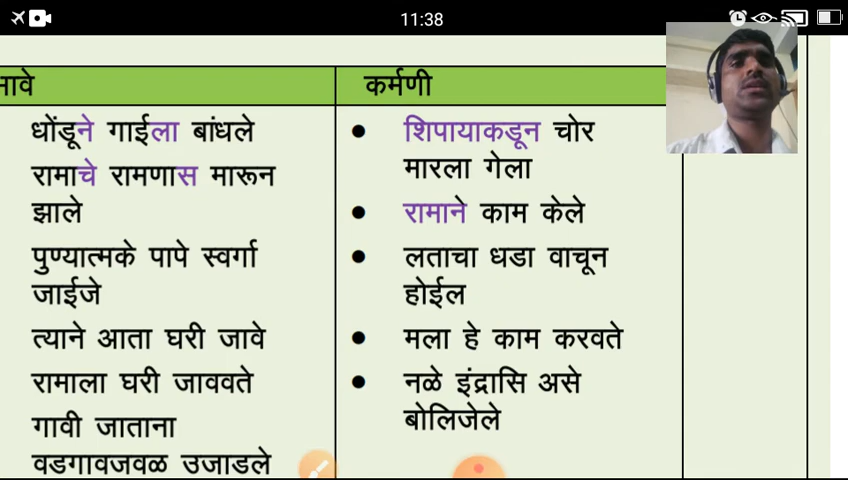 11:38
भावे
कर्मणी
धोंडूने गाईला बांधले
रामाचे रामणास मारून
झाले
पुण्यात्मके पापे स्वर्गा
जाईजे
त्याने आता घरी जावे
रामाला घरी जाववते
गावी जाताना
वडगावजवळ उजाडले
शिपायाकडून चोर
मारला गेला
रामाने काम केले
लताचा धडा वाचून
होईल
मला हे काम करवते
नळे इंद्रासि असे
बोलिजेले